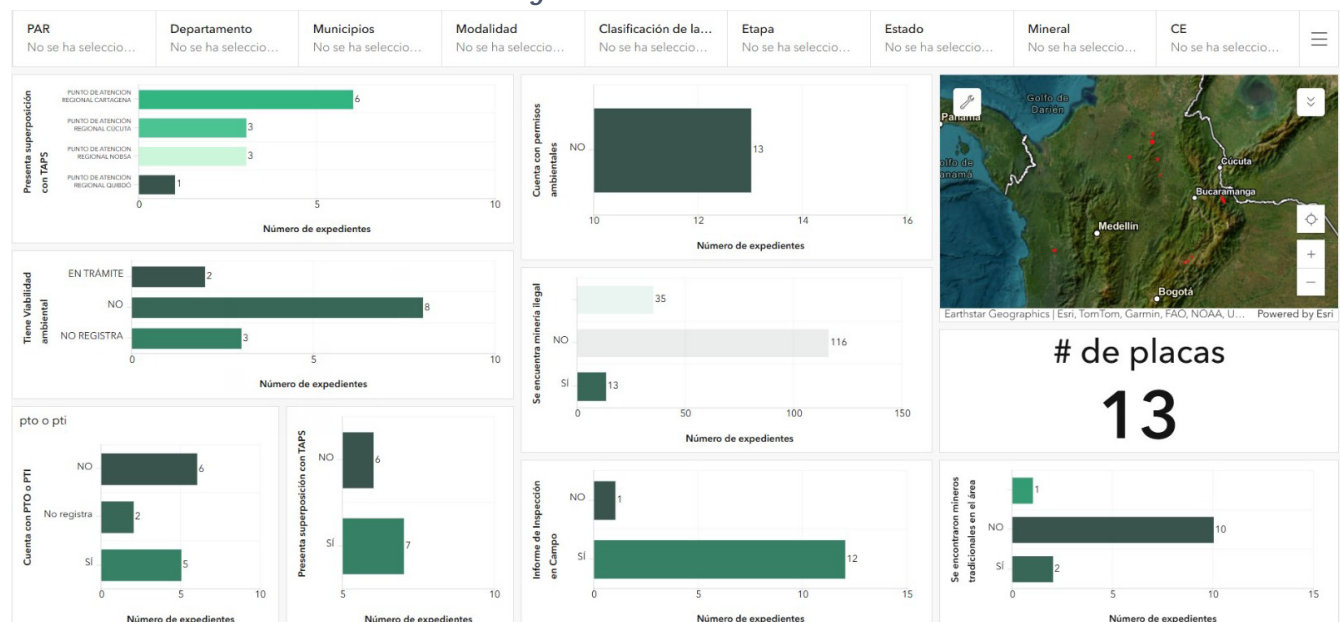 PAR
No se ha seleccio...
Departamento
No se ha seleccio...
Municipios
No se ha seleccio...
Modalidad
No se ha seleccio...
Clasificación de la...
No se ha seleccio...
Etapa
No se ha seleccio...
Estado
No se ha seleccio...
Mineral
No se ha seleccio...
CE
No se ha seleccio...
Presenta superposición
con TAPS
PUNTO DE ATENCIÓN
REGIONAL CARTAGENA
6
PUNTO DE ATENCIÓN
REGIONAL CÚCUTA
3
PUNTO DE ATENCIÓN
REGIONAL NOBSA
3
PUNTO DE ATENCIÓN
REGIONAL QUIBDÓ
1
0 5 10
Número de expedientes
Cuenta con permisos
ambientales
NO
13
10 12 14 16
Número de expedientes
Golfo de
Darién
Panamá
Golfo de
Panamá
Cúcuta
Bucaramanga
Medellín
Bogotá
Earthstar Geographics | Esri, TomTom, Garmin, FAO, NOAA, U... Powered by Esri
Tiene Viabilidad
ambiental
EN TRÁMITE
2
NO
8
NO REGISTRA
3
0 5 10
Número de expedientes
Se encuentra minería ilegal
35
NO
116
SÍ
13
0 50 100 150
Número de expedientes
# de placas
13
pto o pti
Cuenta con PTO o PTI
NO
6
No registra
2
SÍ
5
0 5 10
Número de expedientes
Presenta superposición con TAPS
NO
6
SÍ
7
5 10
Número de expedientes
Informe de Inspección
en Campo
NO
1
SÍ
12
0 5 10 15
Número de expedientes
Se encontraron mineros
tradicionales en el área
1
NO
10
SÍ
2
0 5 10 15
Número de expedientes